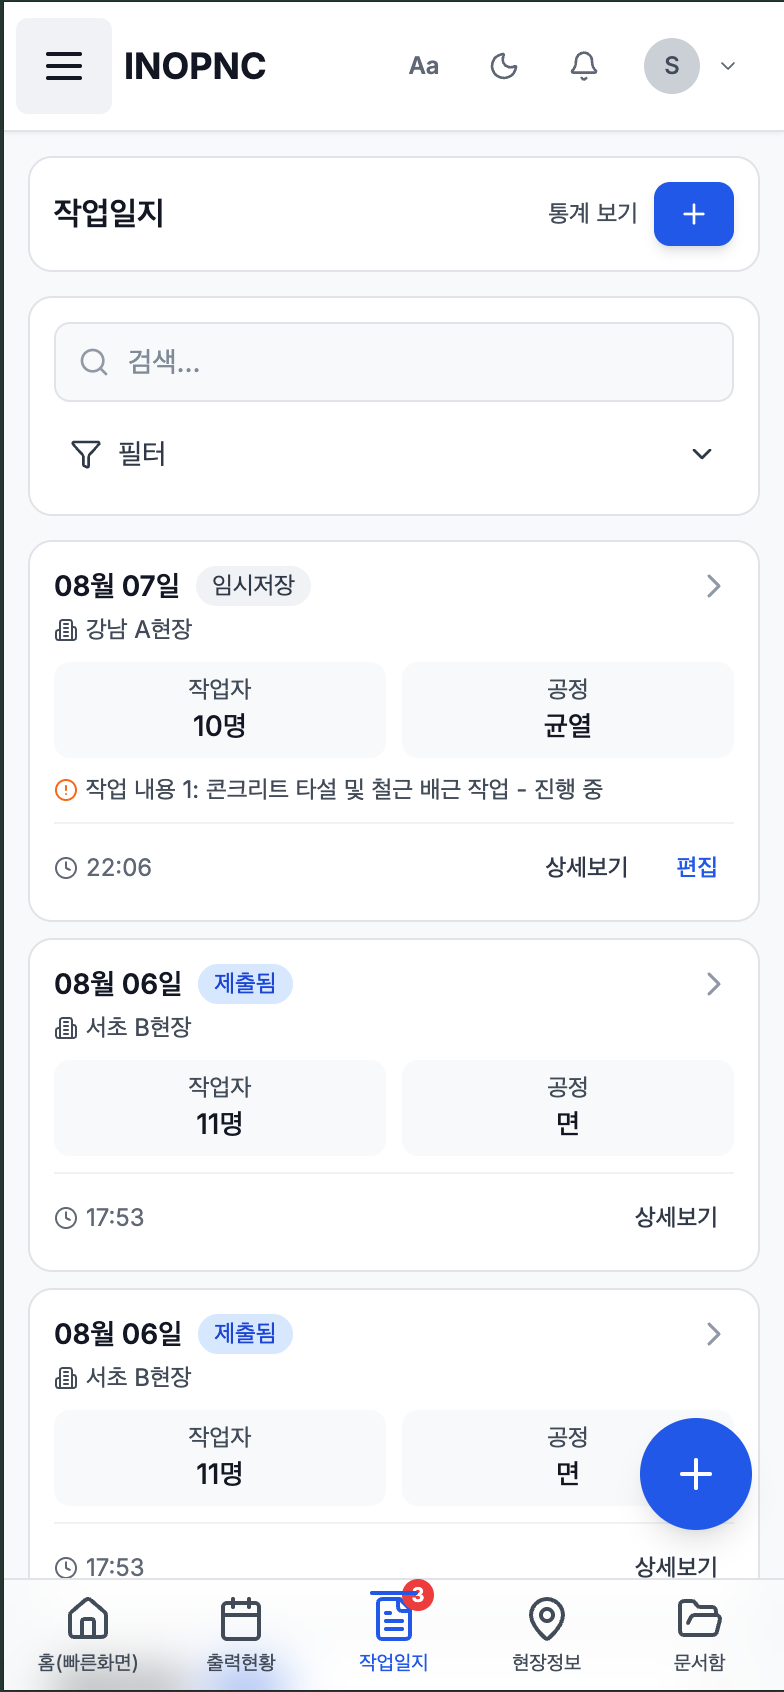 INOPNC Aa S
작업일지 통계 보기
검색...
필터
08월 07일 임시저장
강남 A현장
작업자 공정
10명 균열
작업 내용 1: 콘크리트 타설 및 철근 배근 작업 - 진행 중
22:06 상세보기 편집
08월 06일 제출됨
서초 B현장
작업자 공정
11명 면
17:53 상세보기
08월 06일 제출됨
서초 B현장
작업자 공정
11명 면
17:53 상세보기
3
홈(빠른화면) 출력현황 작업일지 현장정보 문서함